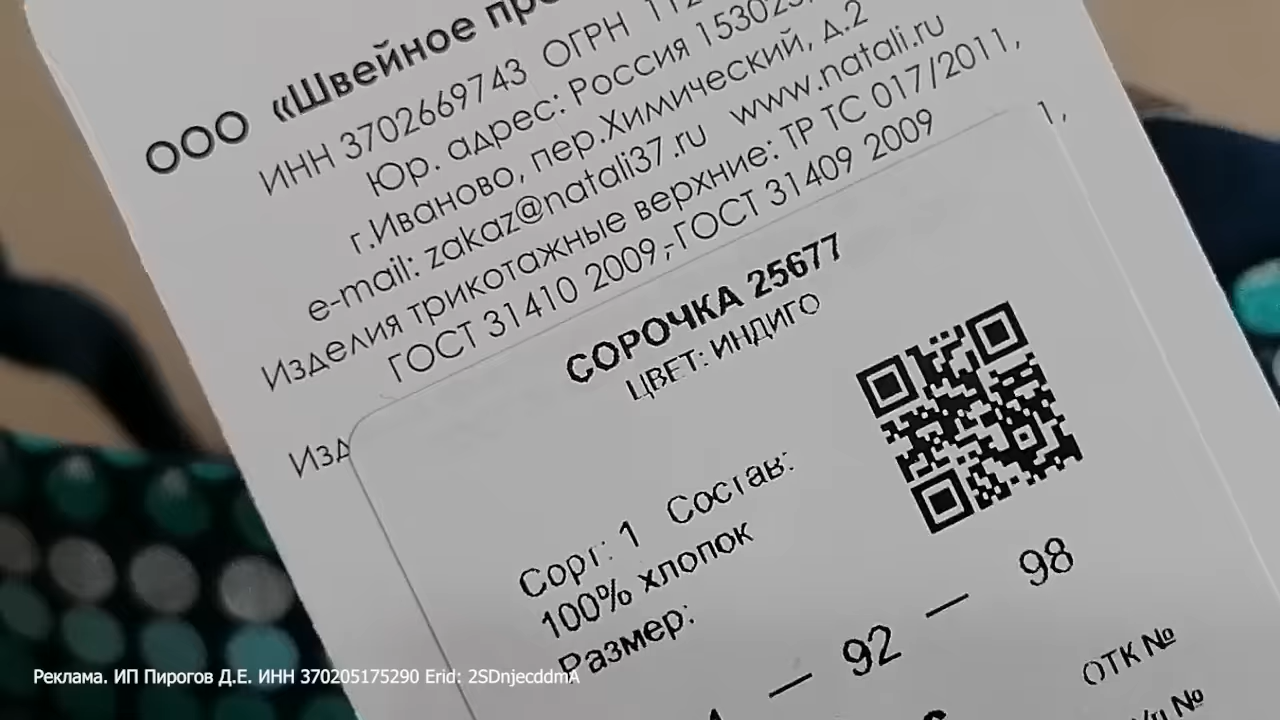 ООО «Швейное
ИНН 3702669743 ОГРН
Юр. адрес: Россия
г.Иваново, пер.Химический, д.2
e-mail: zakaz@natali37.ru www.natali.ru
Изделия трикотажные верхние: ТР ТС 017/2011,
ГОСТ 31410 2009,-ГОСТ 31409 2009
СОРОЧКА 25677
ЦВЕТ: ИНДИГО
Сорт: 1 Состав:
100% хлопок
Размер:
— 92 — 98
ОТК №
Реклама. ИП Пирогов Д.Е. ИНН 370205175290 Erid: 2SDnjecddmA